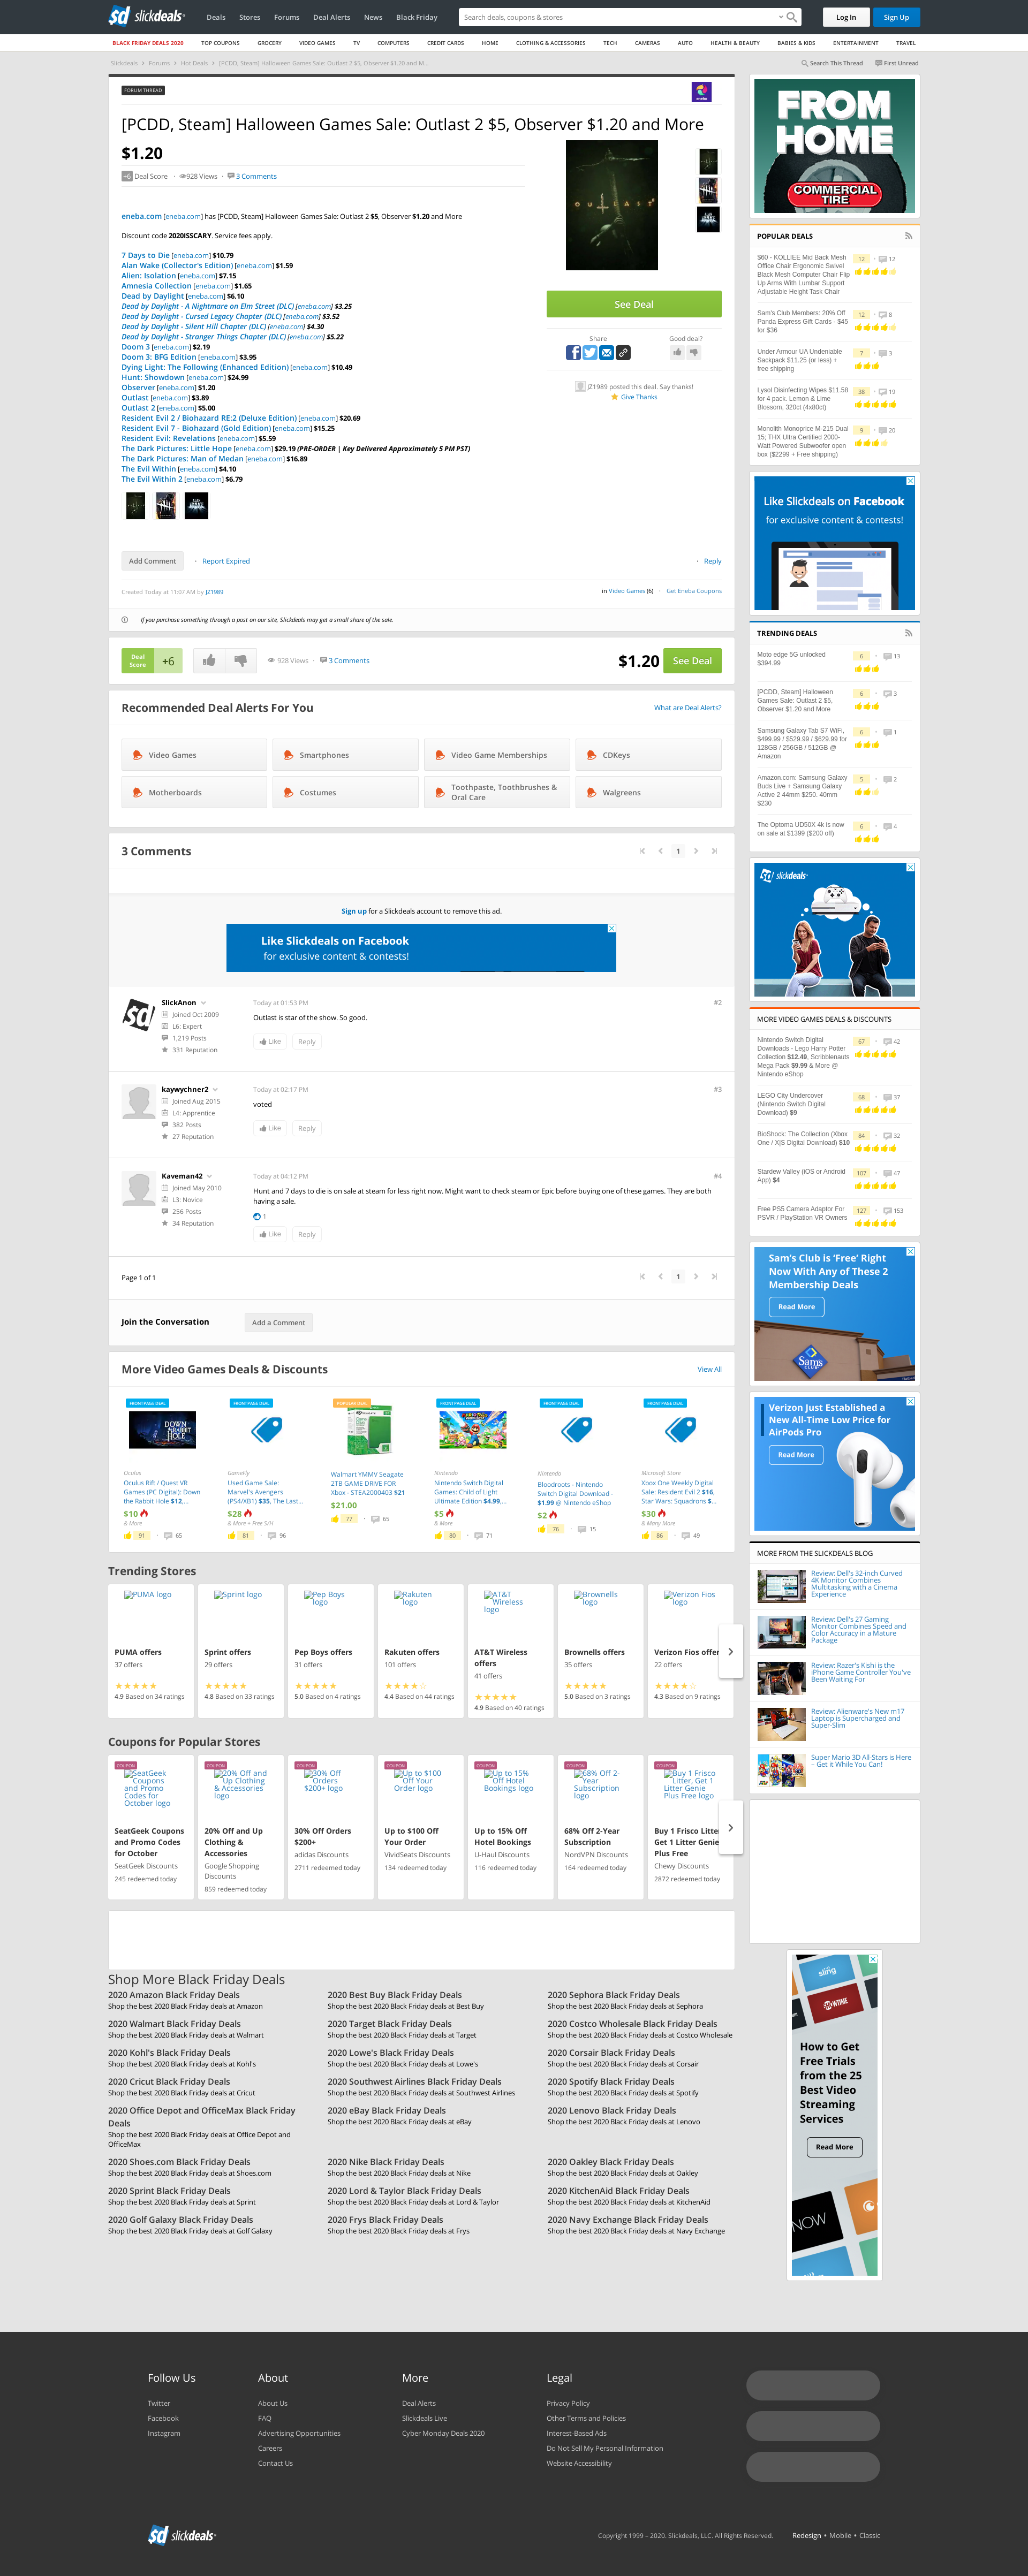 slickdeals
Deals Stores Forums Deal Alerts News Black Friday
Search deals, coupons & stores
Log In Sign Up
BLACK FRIDAY DEALS 2020 TOP COUPONS GROCERY VIDEO GAMES TV COMPUTERS CREDIT CARDS HOME CLOTHING & ACCESSORIES TECH CAMERAS AUTO HEALTH & BEAUTY BABIES & KIDS ENTERTAINMENT TRAVEL
Slickdeals > Forums > Hot Deals > [PCDD, Steam] Halloween Games Sale: Outlast 2 $5, Observer $1.20 and M...
Search This Thread First Unread
FORUM THREAD
[PCDD, Steam] Halloween Games Sale: Outlast 2 $5, Observer $1.20 and More
$1.20
+6 Deal Score 928 Views 3 Comments
eneba.com [eneba.com] has [PCDD, Steam] Halloween Games Sale: Outlast 2 $5, Observer $1.20 and More
Discount code 2020ISSCARY. Service fees apply.
7 Days to Die [eneba.com] $10.79
Alan Wake (Collector's Edition) [eneba.com] $1.59
Alien: Isolation [eneba.com] $7.15
Amnesia Collection [eneba.com] $1.65
Dead by Daylight [eneba.com] $6.10
Dead by Daylight - A Nightmare on Elm Street (DLC) [eneba.com] $3.25
Dead by Daylight - Cursed Legacy Chapter (DLC) [eneba.com] $3.52
Dead by Daylight - Silent Hill Chapter (DLC) [eneba.com] $4.30
Dead by Daylight - Stranger Things Chapter (DLC) [eneba.com] $5.22
Doom 3 [eneba.com] $2.19
Doom 3: BFG Edition [eneba.com] $3.95
Dying Light: The Following (Enhanced Edition) [eneba.com] $10.49
Hunt: Showdown [eneba.com] $24.99
Observer [eneba.com] $1.20
Outlast [eneba.com] $3.89
Outlast 2 [eneba.com] $5.00
Resident Evil 2 / Biohazard RE:2 (Deluxe Edition) [eneba.com] $20.69
Resident Evil 7 - Biohazard (Gold Edition) [eneba.com] $15.25
Resident Evil: Revelations [eneba.com] $5.59
The Dark Pictures: Little Hope [eneba.com] $29.19 (PRE-ORDER | Key Delivered Approximately 5 PM PST)
The Dark Pictures: Man of Medan [eneba.com] $16.89
The Evil Within [eneba.com] $4.10
The Evil Within 2 [eneba.com] $6.79
OUTLAST
See Deal
Share Good deal?
JZ1989 posted this deal. Say thanks!
Give Thanks
Add Comment Report Expired Reply
Created Today at 11:07 AM by JZ1989
in Video Games (6) Get Eneba Coupons
If you purchase something through a post on our site, Slickdeals may get a small share of the sale.
Deal Score +6 928 Views 3 Comments $1.20 See Deal
Recommended Deal Alerts For You
What are Deal Alerts?
Video Games Smartphones Video Game Memberships CDKeys
Motherboards Costumes Toothpaste, Toothbrushes & Oral Care Walgreens
3 Comments
1
Sign up for a Slickdeals account to remove this ad.
Like Slickdeals on Facebook
for exclusive content & contests!
SlickAnon
Joined Oct 2009
L6: Expert
1,219 Posts
331 Reputation
Today at 01:53 PM #2
Outlast is star of the show. So good.
Like Reply
kaywychner2
Joined Aug 2015
L4: Apprentice
382 Posts
27 Reputation
Today at 02:17 PM #3
voted
Like Reply
Kaveman42
Joined May 2010
L3: Novice
256 Posts
34 Reputation
Today at 04:12 PM #4
Hunt and 7 days to die is on sale at steam for less right now. Might want to check steam or Epic before buying one of these games. They are both
having a sale.
1
Like Reply
Page 1 of 1
1
Join the Conversation Add a Comment
More Video Games Deals & Discounts
View All
FRONTPAGE DEAL
Oculus
Oculus Rift / Quest VR
Games (PC Digital): Down
the Rabbit Hole $12,...
$10
& More
91 65
FRONTPAGE DEAL
Gamefly
Used Game Sale:
Marvel's Avengers
(PS4/XB1) $35, The Last...
$28
& More + Free S/H
81 96
POPULAR DEAL
Walmart YMMV Seagate
2TB GAME DRIVE FOR
Xbox - STEA2000403 $21
$21.00
77 65
FRONTPAGE DEAL
Nintendo
Nintendo Switch Digital
Games: Child of Light
Ultimate Edition $4.99,...
$5
& More
80 71
FRONTPAGE DEAL
Nintendo
Bloodroots - Nintendo
Switch Digital Download -
$1.99 @ Nintendo eShop
$2
76 15
FRONTPAGE DEAL
Microsoft Store
Xbox One Weekly Digital
Sale: Resident Evil 2 $16,
Star Wars: Squadrons $...
$30
& Many More
86 49
Trending Stores
PUMA logo
PUMA offers
37 offers
4.9 Based on 34 ratings
Sprint logo
Sprint offers
29 offers
4.8 Based on 33 ratings
Pep Boys logo
Pep Boys offers
31 offers
5.0 Based on 4 ratings
Rakuten logo
Rakuten offers
101 offers
4.4 Based on 44 ratings
AT&T Wireless logo
AT&T Wireless offers
41 offers
4.9 Based on 40 ratings
Brownells logo
Brownells offers
35 offers
5.0 Based on 3 ratings
Verizon Fios logo
Verizon Fios offers
22 offers
4.3 Based on 9 ratings
Coupons for Popular Stores
COUPON
SeatGeek Coupons and Promo Codes for October logo
SeatGeek Coupons and Promo Codes for October
SeatGeek Discounts
245 redeemed today
COUPON
20% Off and Up Clothing & Accessories logo
20% Off and Up Clothing & Accessories
Google Shopping Discounts
859 redeemed today
COUPON
30% Off Orders $200+ logo
30% Off Orders $200+
adidas Discounts
2711 redeemed today
COUPON
Up to $100 Off Your Order logo
Up to $100 Off Your Order
VividSeats Discounts
134 redeemed today
COUPON
Up to 15% Off Hotel Bookings logo
Up to 15% Off Hotel Bookings
U-Haul Discounts
116 redeemed today
COUPON
68% Off 2-Year Subscription logo
68% Off 2-Year Subscription
NordVPN Discounts
164 redeemed today
COUPON
Buy 1 Frisco Litter, Get 1 Litter Genie Plus Free logo
Buy 1 Frisco Litter, Get 1 Litter Genie Plus Free
Chewy Discounts
2872 redeemed today
Shop More Black Friday Deals
2020 Amazon Black Friday Deals
Shop the best 2020 Black Friday deals at Amazon
2020 Best Buy Black Friday Deals
Shop the best 2020 Black Friday deals at Best Buy
2020 Sephora Black Friday Deals
Shop the best 2020 Black Friday deals at Sephora
2020 Walmart Black Friday Deals
Shop the best 2020 Black Friday deals at Walmart
2020 Target Black Friday Deals
Shop the best 2020 Black Friday deals at Target
2020 Costco Wholesale Black Friday Deals
Shop the best 2020 Black Friday deals at Costco Wholesale
2020 Kohl's Black Friday Deals
Shop the best 2020 Black Friday deals at Kohl's
2020 Lowe's Black Friday Deals
Shop the best 2020 Black Friday deals at Lowe's
2020 Corsair Black Friday Deals
Shop the best 2020 Black Friday deals at Corsair
2020 Cricut Black Friday Deals
Shop the best 2020 Black Friday deals at Cricut
2020 Southwest Airlines Black Friday Deals
Shop the best 2020 Black Friday deals at Southwest Airlines
2020 Spotify Black Friday Deals
Shop the best 2020 Black Friday deals at Spotify
2020 Office Depot and OfficeMax Black Friday Deals
Shop the best 2020 Black Friday deals at Office Depot and OfficeMax
2020 eBay Black Friday Deals
Shop the best 2020 Black Friday deals at eBay
2020 Lenovo Black Friday Deals
Shop the best 2020 Black Friday deals at Lenovo
2020 Shoes.com Black Friday Deals
Shop the best 2020 Black Friday deals at Shoes.com
2020 Nike Black Friday Deals
Shop the best 2020 Black Friday deals at Nike
2020 Oakley Black Friday Deals
Shop the best 2020 Black Friday deals at Oakley
2020 Sprint Black Friday Deals
Shop the best 2020 Black Friday deals at Sprint
2020 Lord & Taylor Black Friday Deals
Shop the best 2020 Black Friday deals at Lord & Taylor
2020 KitchenAid Black Friday Deals
Shop the best 2020 Black Friday deals at KitchenAid
2020 Golf Galaxy Black Friday Deals
Shop the best 2020 Black Friday deals at Golf Galaxy
2020 Frys Black Friday Deals
Shop the best 2020 Black Friday deals at Frys
2020 Navy Exchange Black Friday Deals
Shop the best 2020 Black Friday deals at Navy Exchange
FROM
HOME
COMMERCIAL
TIRE
POPULAR DEALS
$60 - KOLLIEE Mid Back Mesh
Office Chair Ergonomic Swivel
Black Mesh Computer Chair Flip
Up Arms With Lumbar Support
Adjustable Height Task Chair
12 12
Sam's Club Members: 20% Off
Panda Express Gift Cards - $45
for $36
12 8
Under Armour UA Undeniable
Sackpack $11.25 (or less) +
free shipping
7 3
Lysol Disinfecting Wipes $11.58
for 4 pack. Lemon & Lime
Blossom, 320ct (4x80ct)
38 19
Monolith Monoprice M-215 Dual
15; THX Ultra Certified 2000-
Watt Powered Subwoofer open
box ($2299 + Free shipping)
9 20
Like Slickdeals on Facebook
for exclusive content & contests!
TRENDING DEALS
Moto edge 5G unlocked
$394.99
6 13
[PCDD, Steam] Halloween
Games Sale: Outlast 2 $5,
Observer $1.20 and More
6 3
Samsung Galaxy Tab S7 WiFi,
$499.99 / $529.99 / $629.99 for
128GB / 256GB / 512GB @
Amazon
6 1
Amazon.com: Samsung Galaxy
Buds Live + Samsung Galaxy
Active 2 44mm $250. 40mm
$230
5 2
The Optoma UD50X 4k is now
on sale at $1399 ($200 off)
6 4
slickdeals
MORE VIDEO GAMES DEALS & DISCOUNTS
Nintendo Switch Digital
Downloads - Lego Harry Potter
Collection $12.49, Scribblenauts
Mega Pack $9.99 & More @
Nintendo eShop
67 42
LEGO City Undercover
(Nintendo Switch Digital
Download) $9
68 37
BioShock: The Collection (Xbox
One / X|S Digital Download) $10
84 32
Stardew Valley (iOS or Android
App) $4
107 47
Free PS5 Camera Adaptor For
PSVR / PlayStation VR Owners
127 153
Sam's Club is 'Free' Right
Now With Any of These 2
Membership Deals
Read More
Verizon Just Established a
New All-Time Low Price for
AirPods Pro
Read More
MORE FROM THE SLICKDEALS BLOG
Review: Dell's 32-inch Curved
4K Monitor Combines
Multitasking with a Cinema
Experience
Review: Dell's 27 Gaming
Monitor Combines Speed and
Color Accuracy in a Mature
Package
Review: Razer's Kishi is the
iPhone Game Controller You've
Been Waiting For
Review: Alienware's New m17
Laptop is Supercharged and
Super-Slim
Super Mario 3D All-Stars is Here
– Get it While You Can!
sling
SHOWTIME
How to Get
Free Trials
from the 25
Best Video
Streaming
Services
Read More
NOW
Follow Us
Twitter
Facebook
Instagram
About
About Us
FAQ
Advertising Opportunities
Careers
Contact Us
More
Deal Alerts
Slickdeals Live
Cyber Monday Deals 2020
Legal
Privacy Policy
Other Terms and Policies
Interest-Based Ads
Do Not Sell My Personal Information
Website Accessibility
slickdeals
Copyright 1999 – 2020. Slickdeals, LLC. All Rights Reserved. Redesign • Mobile • Classic